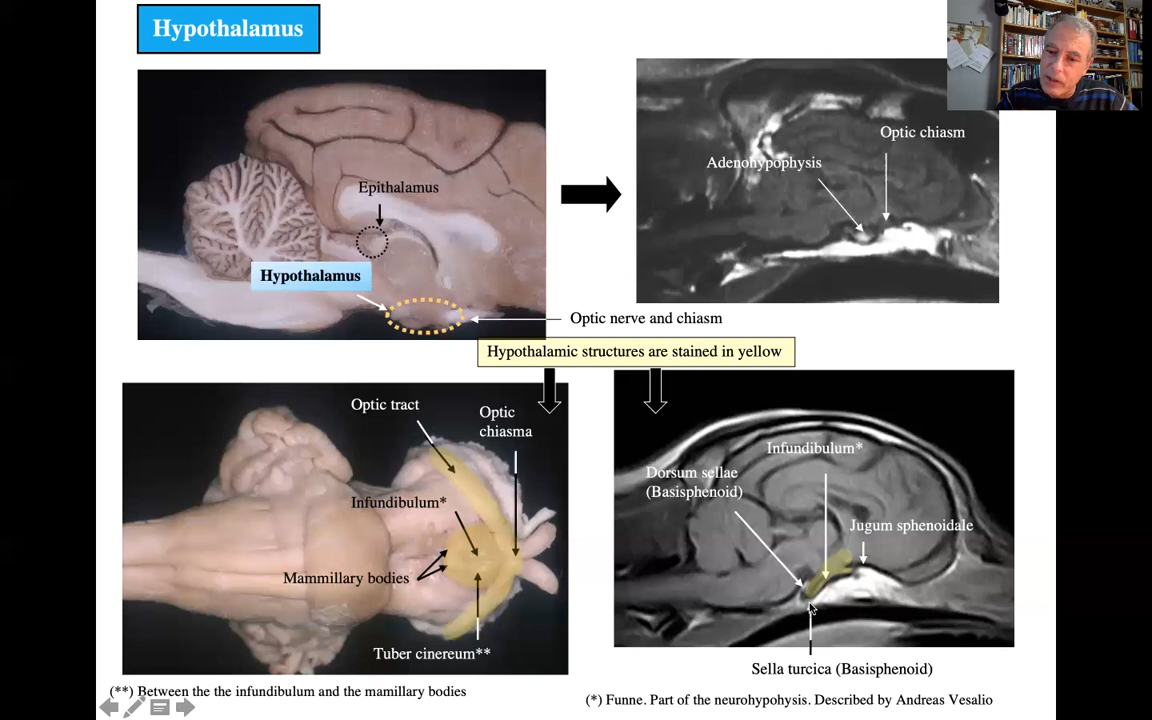 Hypothalamus
Optic chiasm
Adenohypophysis
Epithalamus
Hypothalamus
Optic nerve and chiasm
Hypothalamic structures are stained in yellow
Optic tract
Optic
chiasma
Infundibulum*
Mammillary bodies
Tuber cinereum**
Infundibulum*
Dorsum sellae
(Basisphenoid)
Jugum sphenoidale
Sella turcica (Basisphenoid)
(**) Between the the infundibulum and the mamillary bodies
(*) Funne. Part of the neurohypohysis. Described by Andreas Vesalio